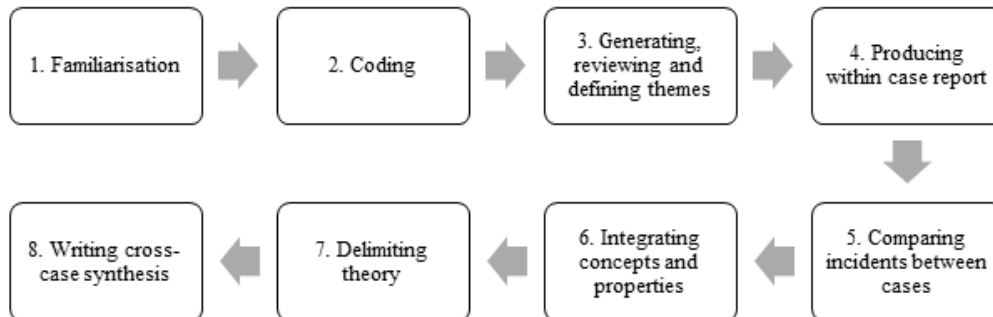 1. Familiarisation
2. Coding
3. Generating,
reviewing and
defining themes
4. Producing
within case report
5. Comparing
incidents between
cases
6. Integrating
concepts and
properties
7. Delimiting
theory
8. Writing cross-
case synthesis